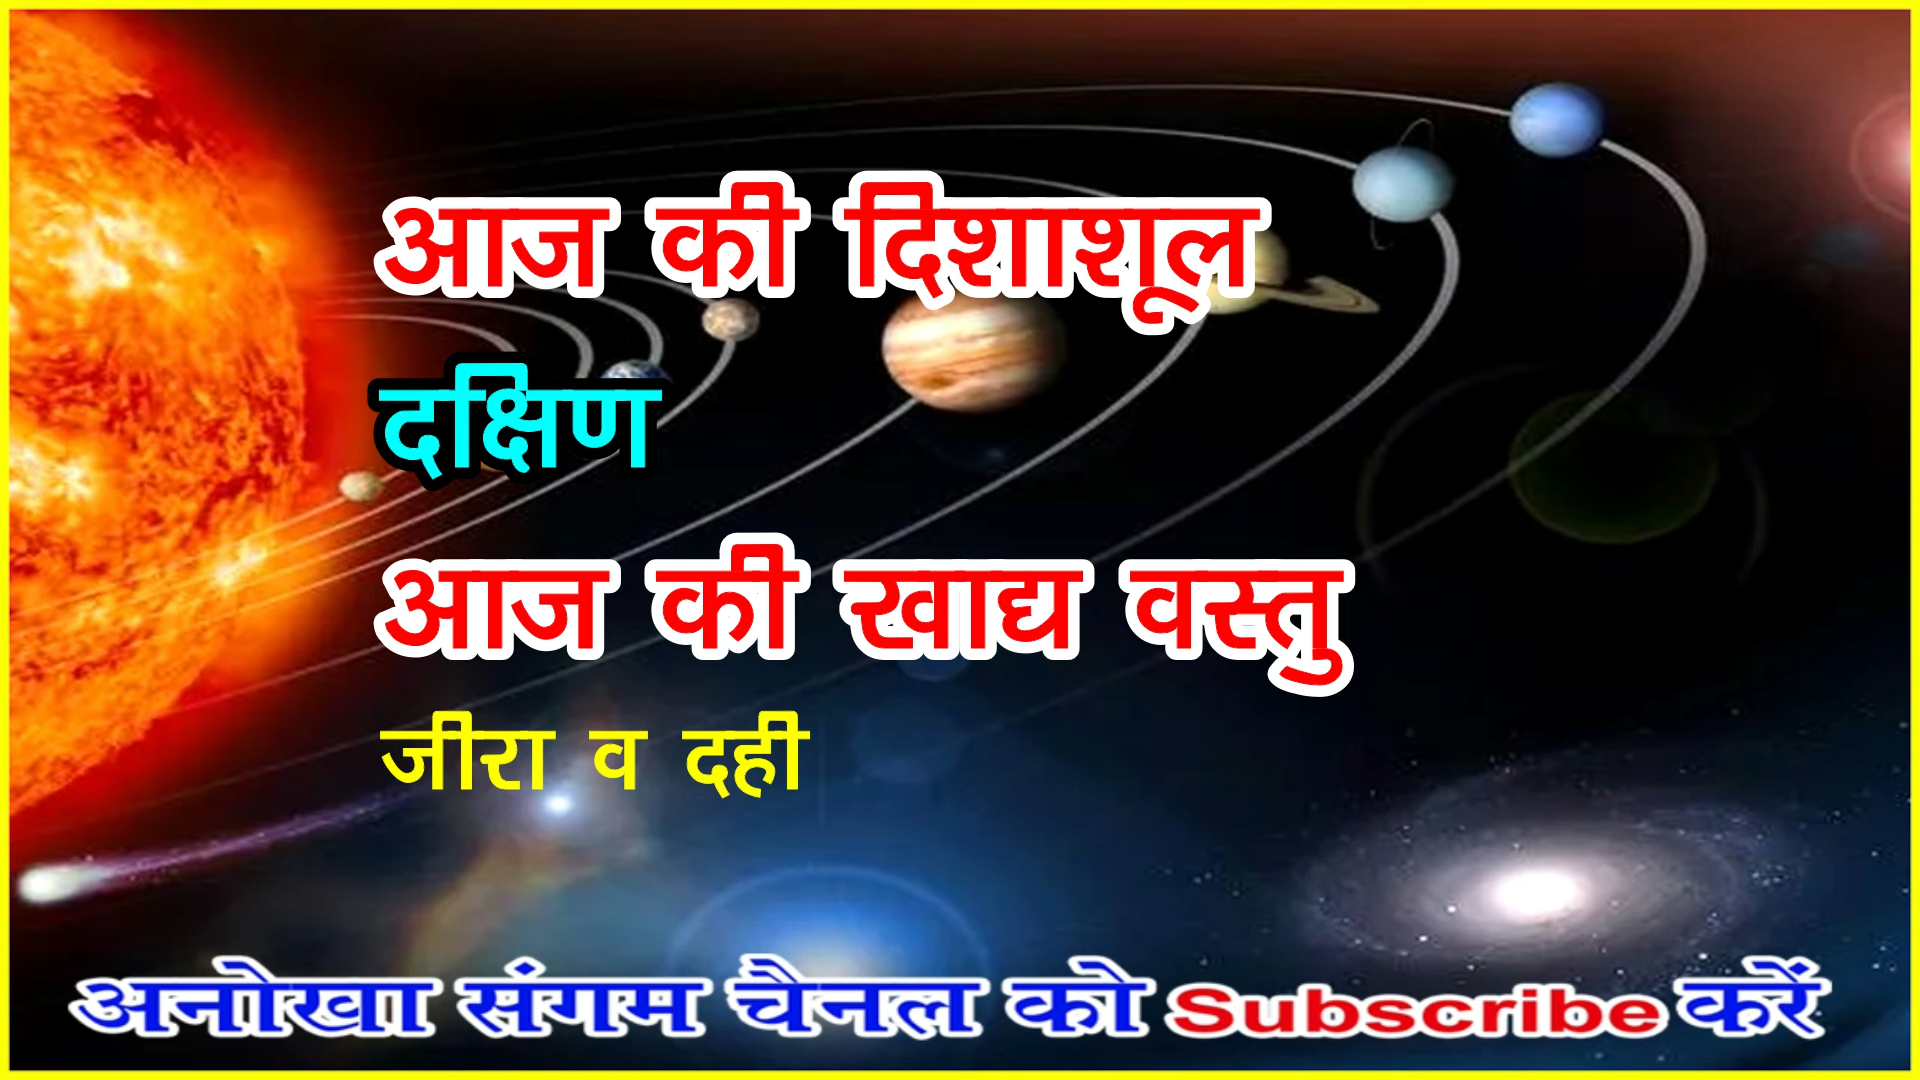 आज की दिशाशूल
दक्षिण
आज की खाद्य वस्तु
जीरा व दही
अनोखा संगम चैनल को Subscribe करें